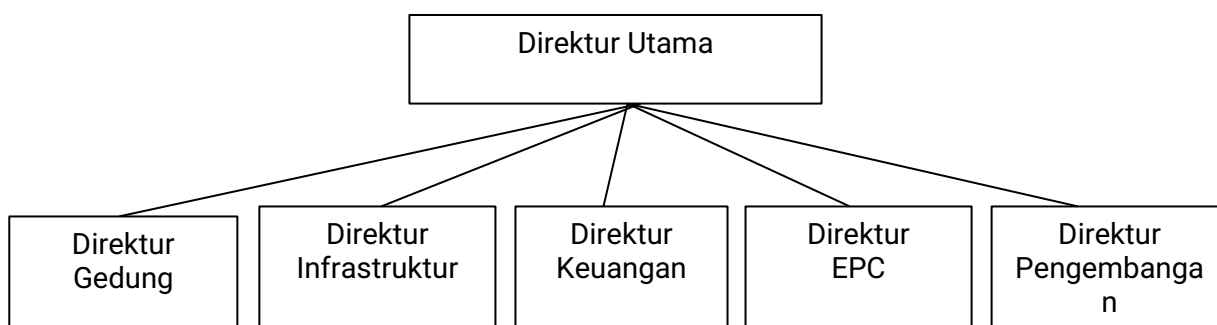 Direktur Utama
Direktur
Gedung
Direktur
Infrastruktur
Direktur
Keuangan
Direktur
EPC
Direktur
Pengembanga
n